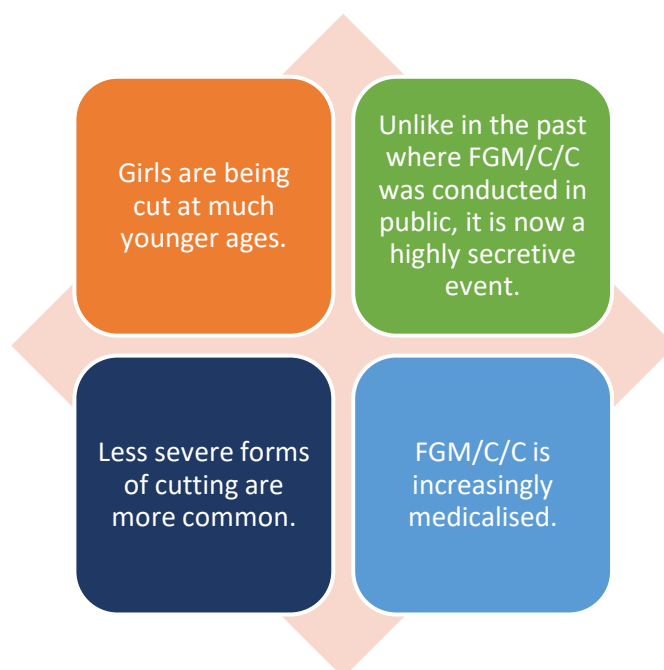 Girls are being
cut at much
younger ages.
Unlike in the past
where FGM/C/C
was conducted in
public, it is now a
highly secretive
event.
Less severe forms
of cutting are
more common.
FGM/C/C is
increasingly
medicalised.